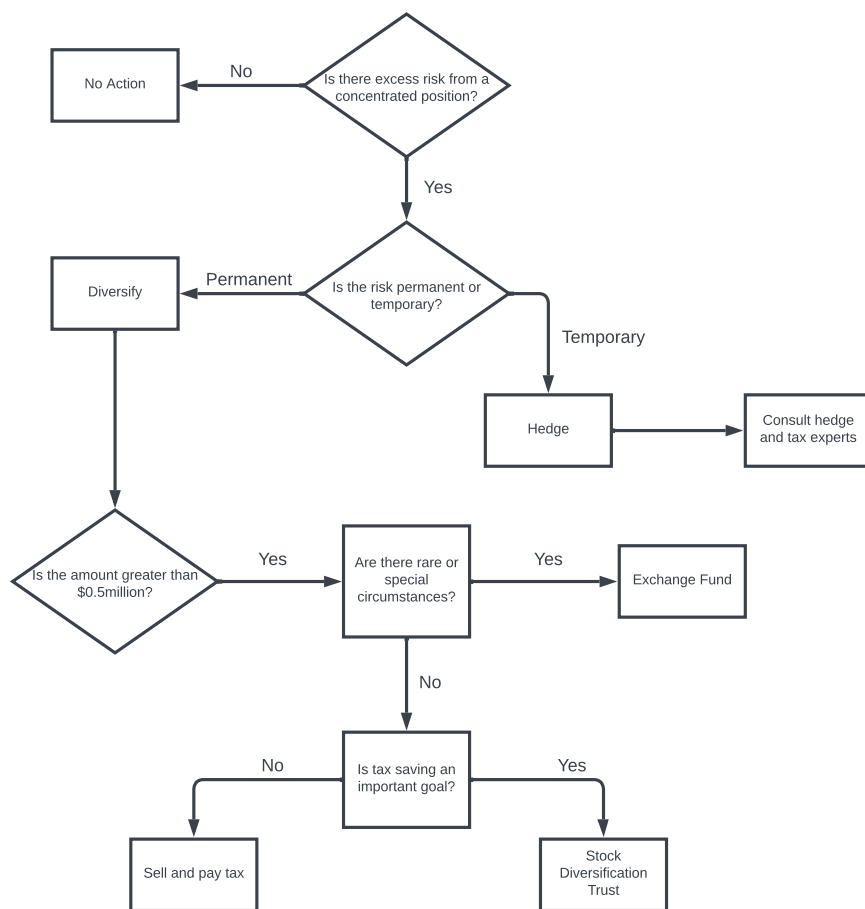 Is there excess risk from a
concentrated position?
No
No Action
Yes
Is the risk permanent or
temporary?
Permanent
Diversify
Temporary
Hedge
Consult hedge
and tax experts
Is the amount greater than
$0.5million?
Yes
Are there rare or
special
circumstances?
Yes
Exchange Fund
No
Is tax saving an
important goal?
No
Sell and pay tax
Yes
Stock
Diversification
Trust